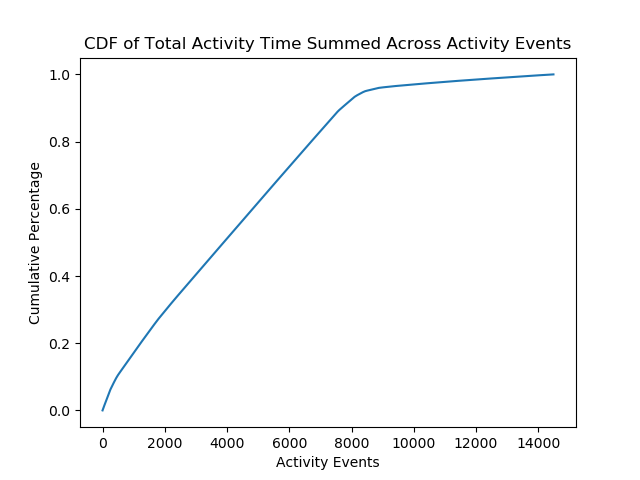 CDF of Total Activity Time Summed Across Activity Events
1.0
0.8
0.6
0.4
0.2
0.0
Cumulative Percentage
0 2000 4000 6000 8000 10000 12000 14000
Activity Events